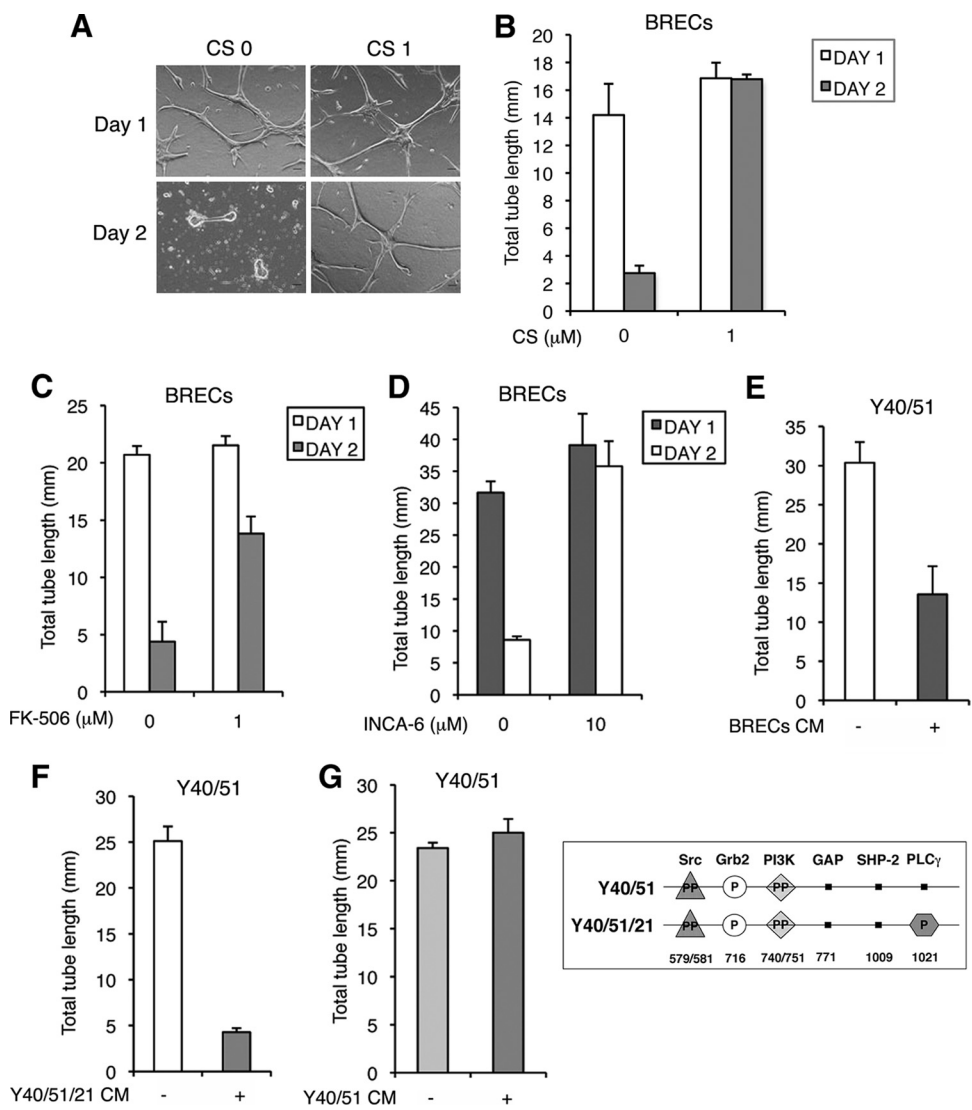 A
CS 0 CS 1
Day 1
Day 2
B
BRECs
DAY 1
DAY 2
Total tube length (mm)
20
18
16
14
12
10
8
6
4
2
0
CS (µM) 0 1
C
BRECs
DAY 1
DAY 2
Total tube length (mm)
25
20
15
10
5
0
FK-506 (µM) 0 1
D
BRECs
DAY 1
DAY 2
Total tube length (mm)
45
40
35
30
25
20
15
10
5
0
INCA-6 (µM) 0 10
E
Y40/51
Total tube length (mm)
35
30
25
20
15
10
5
0
BRECs CM - +
F
Y40/51
Total tube length (mm)
30
25
20
15
10
5
0
Y40/51/21 CM - +
G
Y40/51
Total tube length (mm)
30
25
20
15
10
5
0
Y40/51 CM - +
Src Grb2 PI3K GAP SHP-2 PLCγ
Y40/51 PP P PP
Y40/51/21 PP P PP P
579/581 716 740/751 771 1009 1021